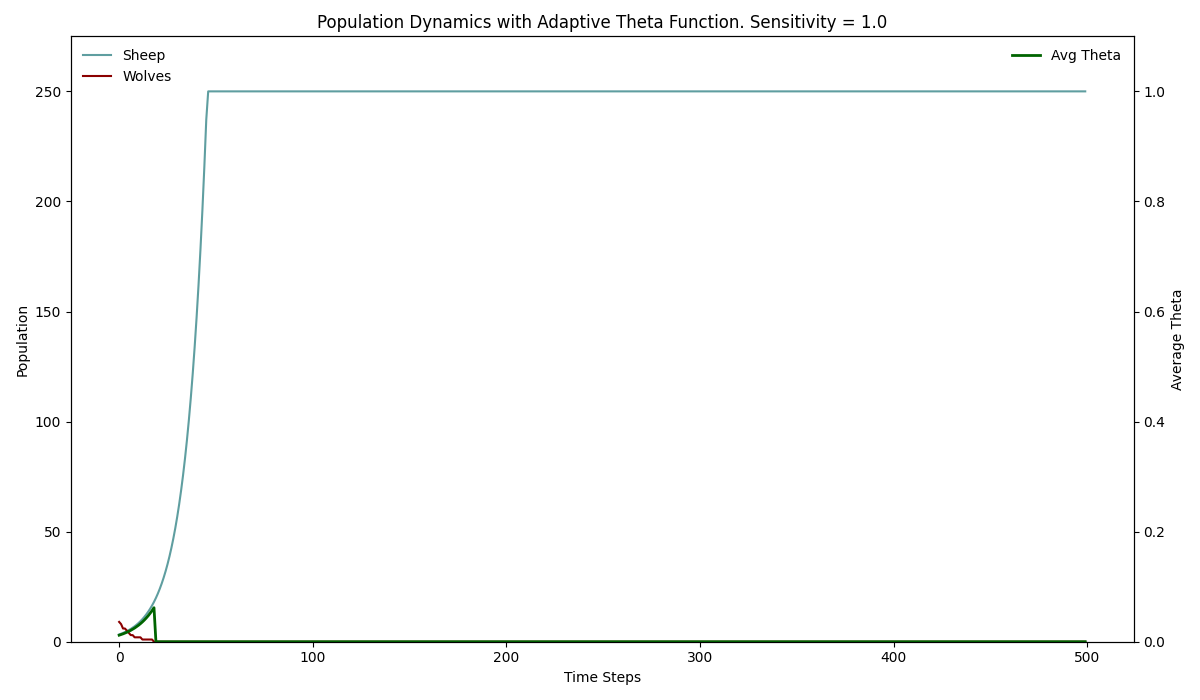 Population Dynamics with Adaptive Theta Function. Sensitivity = 1.0
Sheep
Wolves
Avg Theta
Population
250
200
150
100
50
0
1.0
0.8
0.6
0.4
0.2
0.0
Average Theta
0 100 200 300 400 500
Time Steps